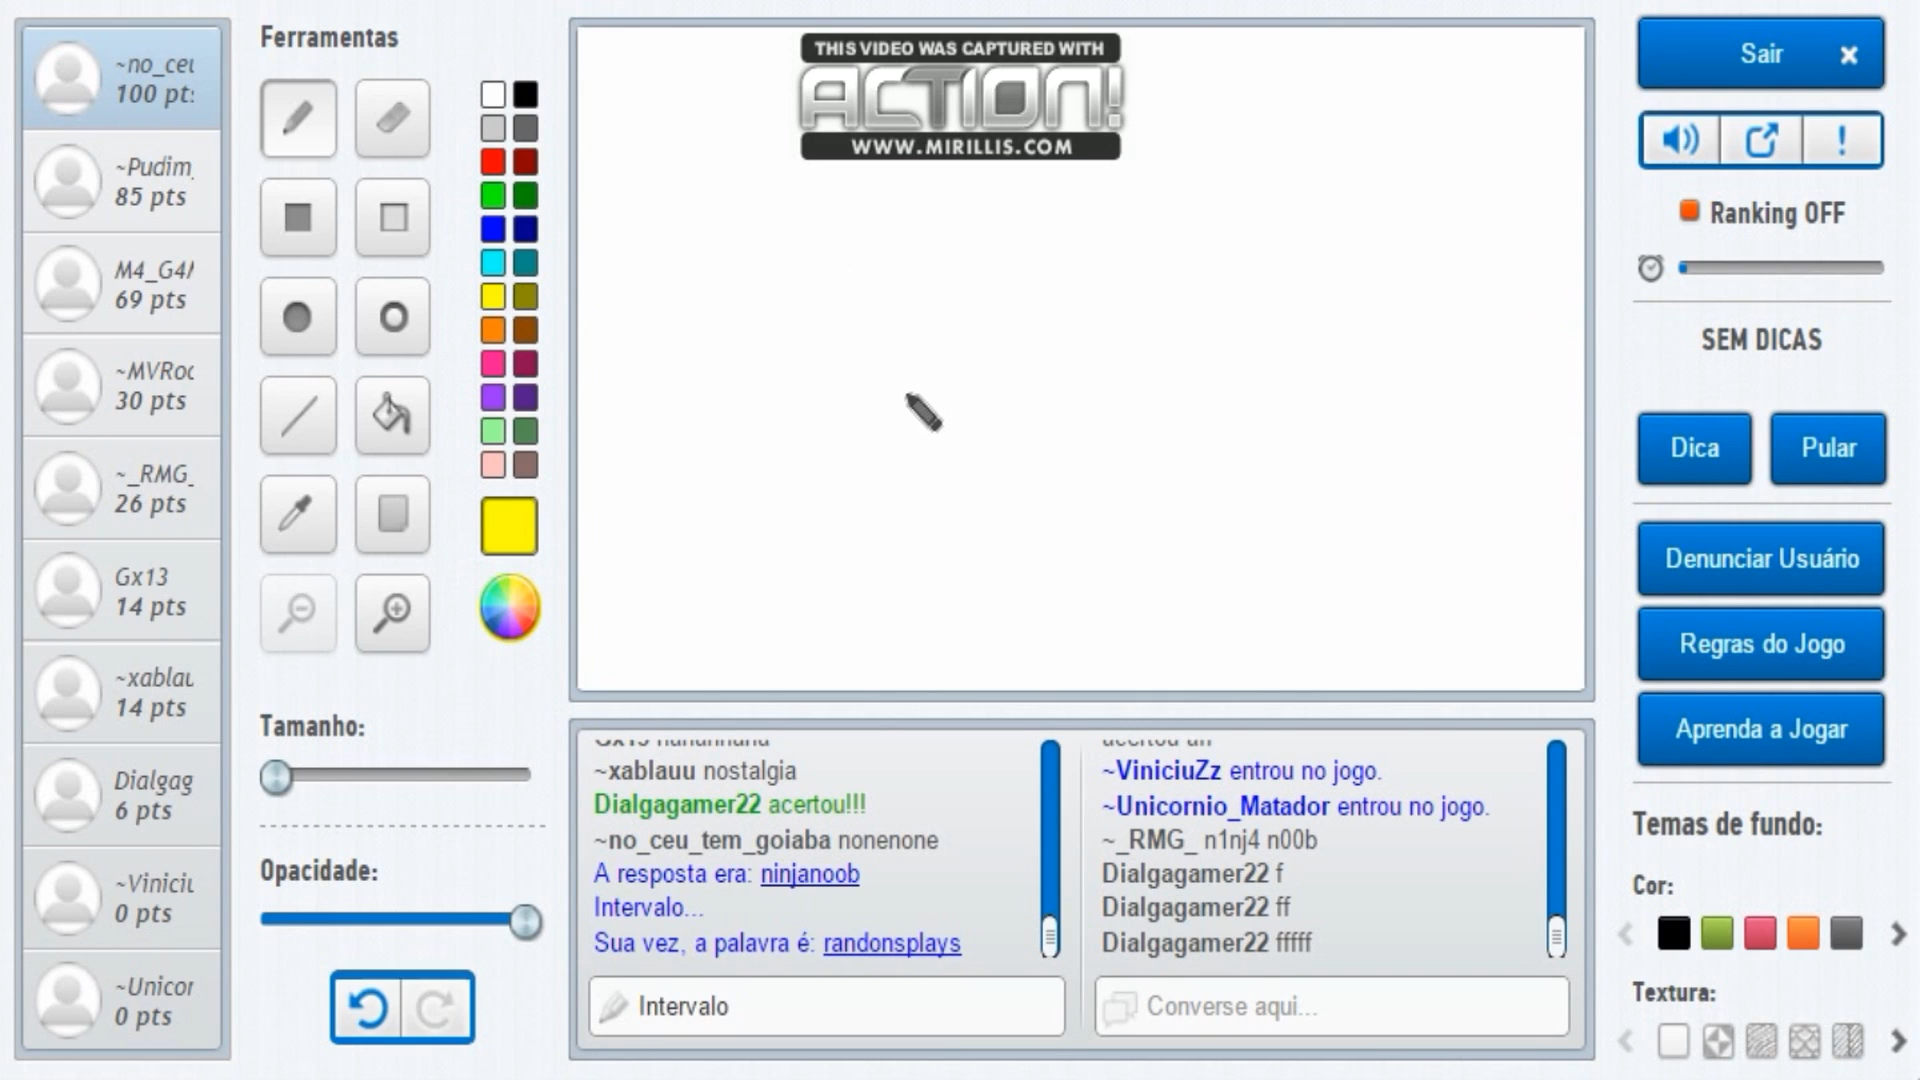 ~no_ceu
100 pts
~Pudim_
85 pts
M4_G4
69 pts
~MVRoc
30 pts
~_RMG_
26 pts
Gx13
14 pts
~xablau
14 pts
Dialgag
6 pts
~Viniciu
0 pts
~Unicor
0 pts
Ferramentas
Tamanho:
Opacidade:
THIS VIDEO WAS CAPTURED WITH
ACTION!
WWW.MIRILLIS.COM
~xablauu nostalgia
Dialgagamer22 acertou!!!
~no_ceu_tem_goiaba nonenone
A resposta era: ninjanoob
Intervalo...
Sua vez, a palavra é: randonsplays
Intervalo
~ViniciuZz entrou no jogo.
~Unicornio_Matador entrou no jogo.
~_RMG_ n1nj4 n00b
Dialgagamer22 f
Dialgagamer22 ff
Dialgagamer22 fffff
Converse aqui...
Sair
Ranking OFF
SEM DICAS
Dica
Pular
Denunciar Usuário
Regras do Jogo
Aprenda a Jogar
Temas de fundo:
Cor:
Textura: